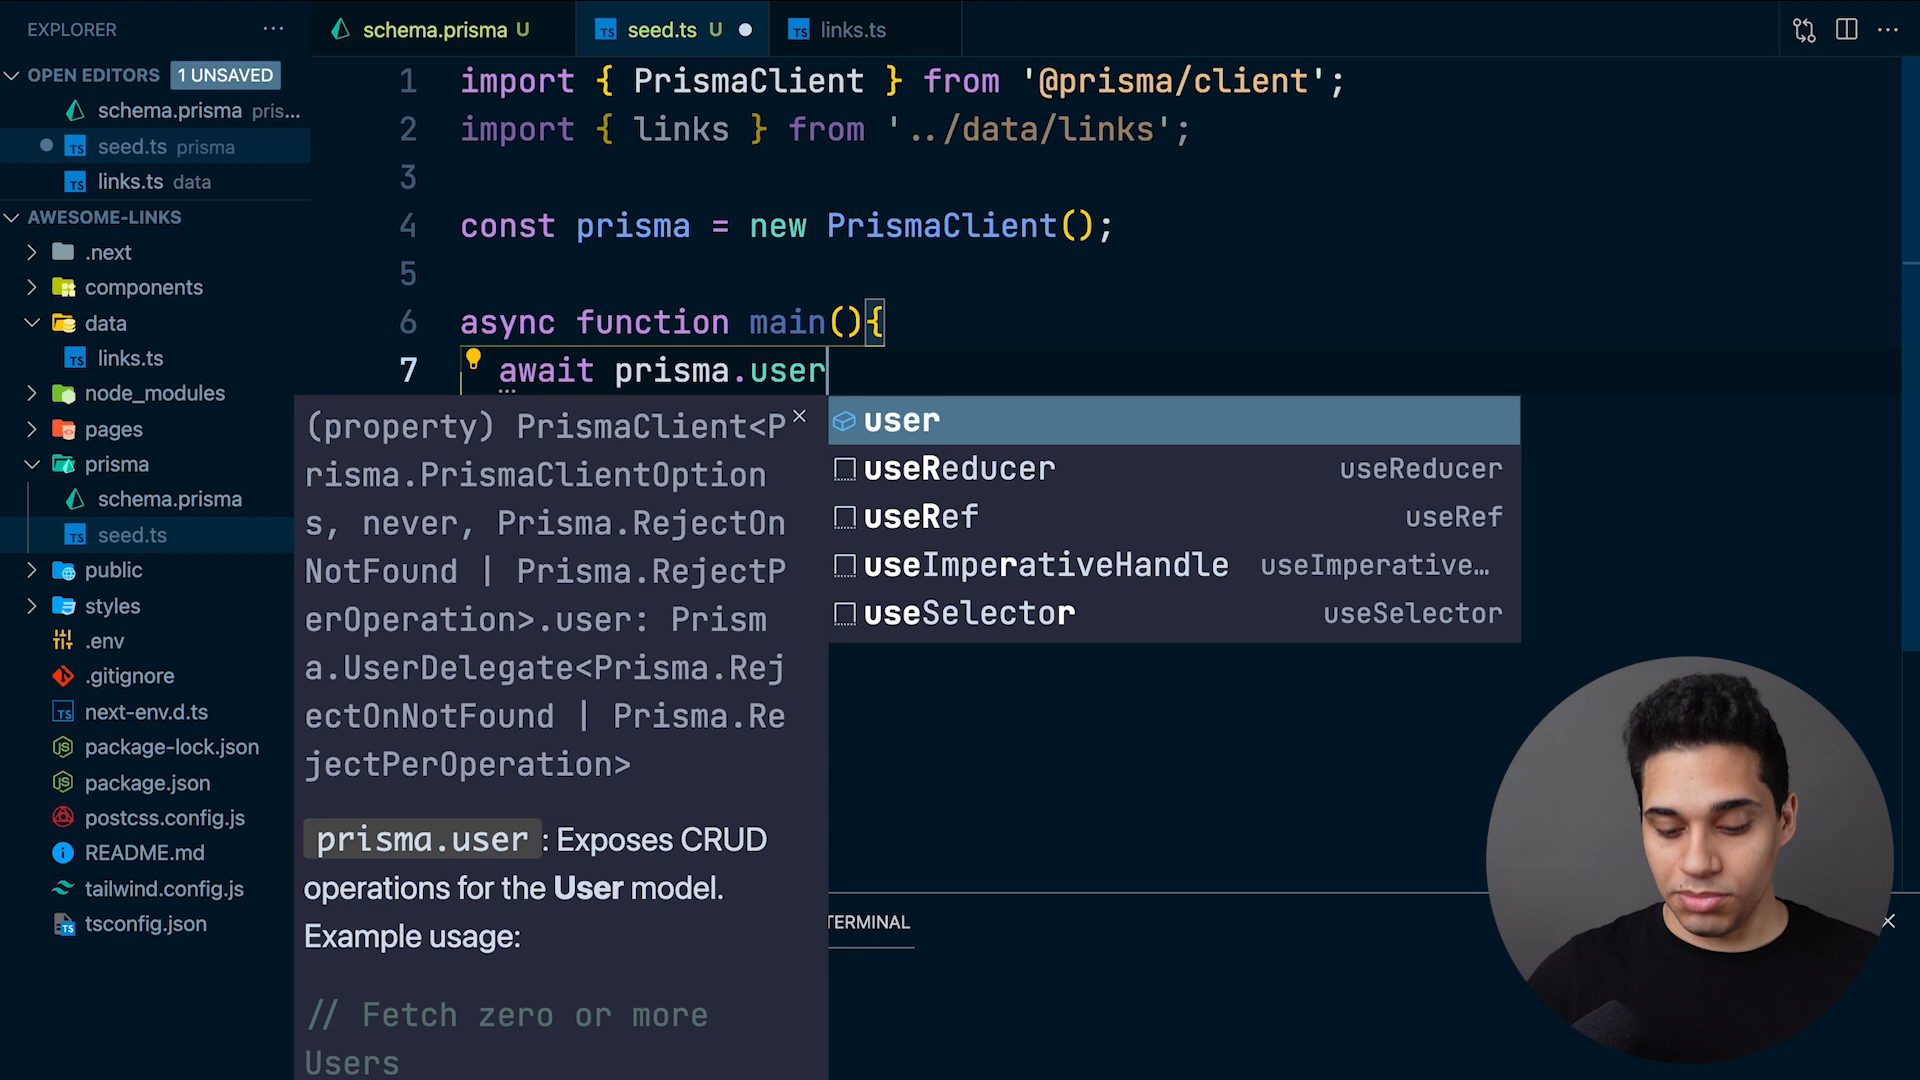 EXPLORER
OPEN EDITORS 1 UNSAVED
schema.prisma pris...
seed.ts prisma
links.ts data
AWESOME-LINKS
.next
components
data
links.ts
node_modules
pages
prisma
schema.prisma
seed.ts
public
styles
.env
.gitignore
next-env.d.ts
package-lock.json
package.json
postcss.config.js
README.md
tailwind.config.js
tsconfig.json
schema.prisma U
seed.ts U
links.ts
1 import { PrismaClient } from '@prisma/client';
2 import { links } from '../data/links';
3
4 const prisma = new PrismaClient();
5
6 async function main(){
7 await prisma.user
(property) PrismaClient<P
risma.PrismaClientOption
s, never, Prisma.RejectOn
NotFound | Prisma.RejectP
erOperation>.user: Prism
a.UserDelegate<Prisma.Rej
ectOnNotFound | Prisma.Re
jectPerOperation>
prisma.user: Exposes CRUD
operations for the User model.
Example usage:
// Fetch zero or more
Users
user
useReducer useReducer
useRef useRef
useImperativeHandle useImperative…
useSelector useSelector
TERMINAL